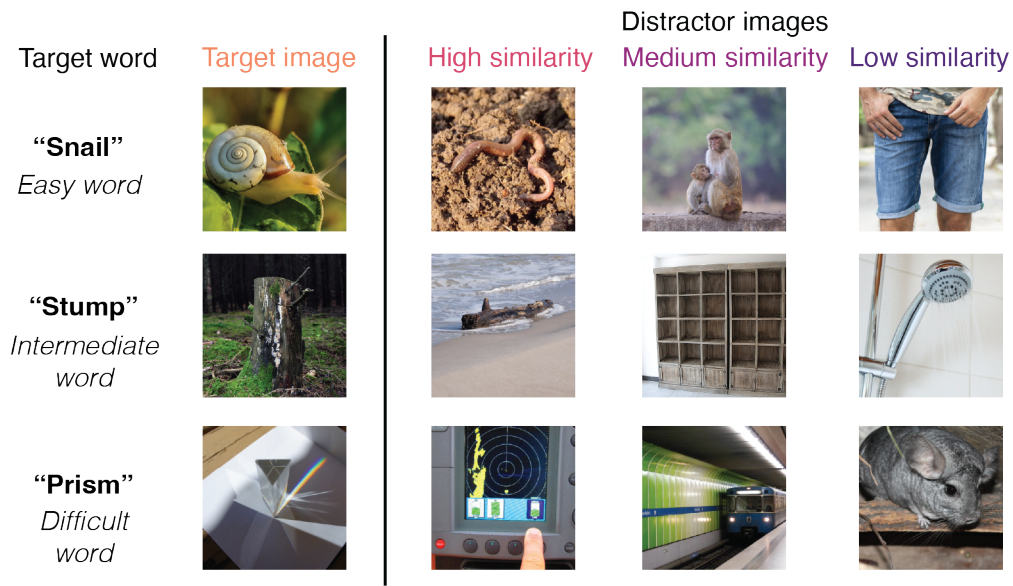 Distractor images
Target word
Target image
High similarity
Medium similarity
Low similarity
“Snail”
Easy word
“Stump”
Intermediate
word
“Prism”
Difficult
word